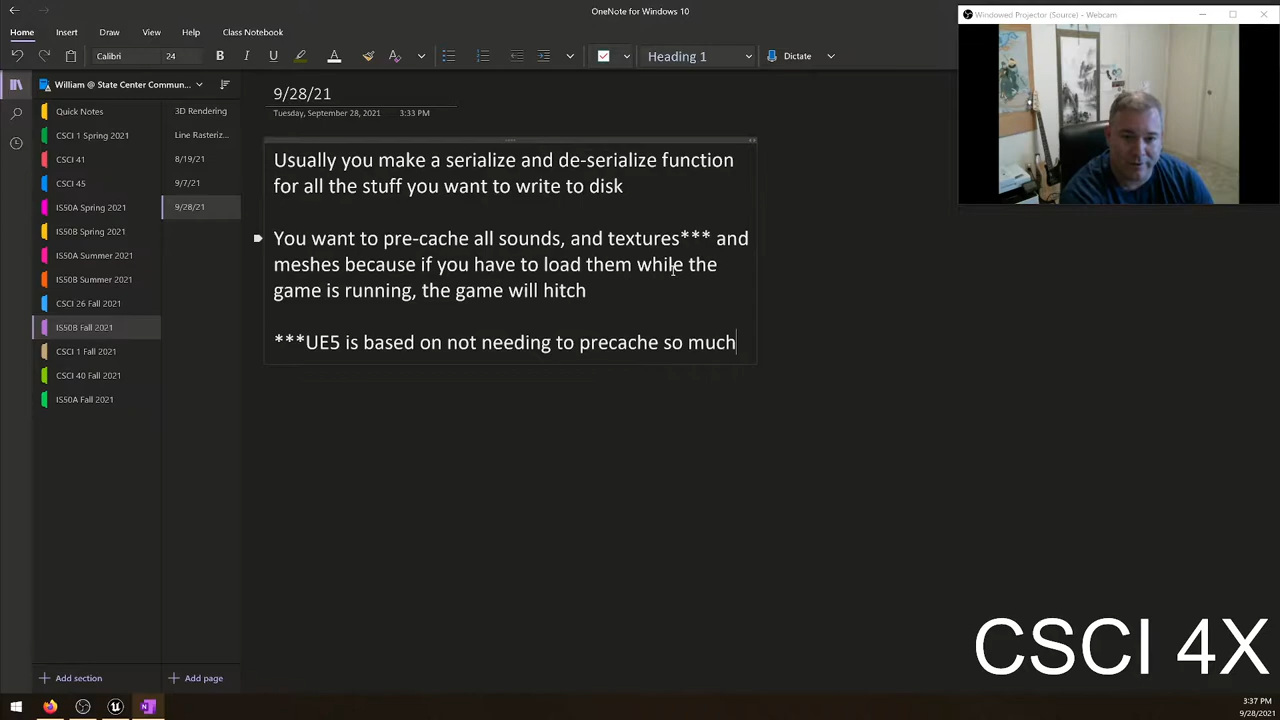 OneNote for Windows 10
Windowed Projector (Source) - Webcam
Home
Insert
Draw
View
Help
Class Notebook
24
B
I
U
A
Heading 1
Dictate
William @ State Center Commun...
Quick Notes
CSCI 1 Spring 2021
CSCI 41
CSCI 45
IS50A Spring 2021
IS50B Spring 2021
IS50A Summer 2021
IS50B Summer 2021
CSCI 26 Fall 2021
IS50B Fall 2021
CSCI 1 Fall 2021
CSCI 40 Fall 2021
IS50A Fall 2021
Add section
3D Rendering
Line Rasteriz...
8/19/21
9/7/21
9/28/21
Add page
9/28/21
Tuesday, September 28, 2021
3:33 PM
Usually you make a serialize and de-serialize function
for all the stuff you want to write to disk
You want to pre-cache all sounds, and textures*** and
meshes because if you have to load them while the
game is running, the game will hitch
***UE5 is based on not needing to precache so much
CSCI 4X
3:37 PM
9/28/2021